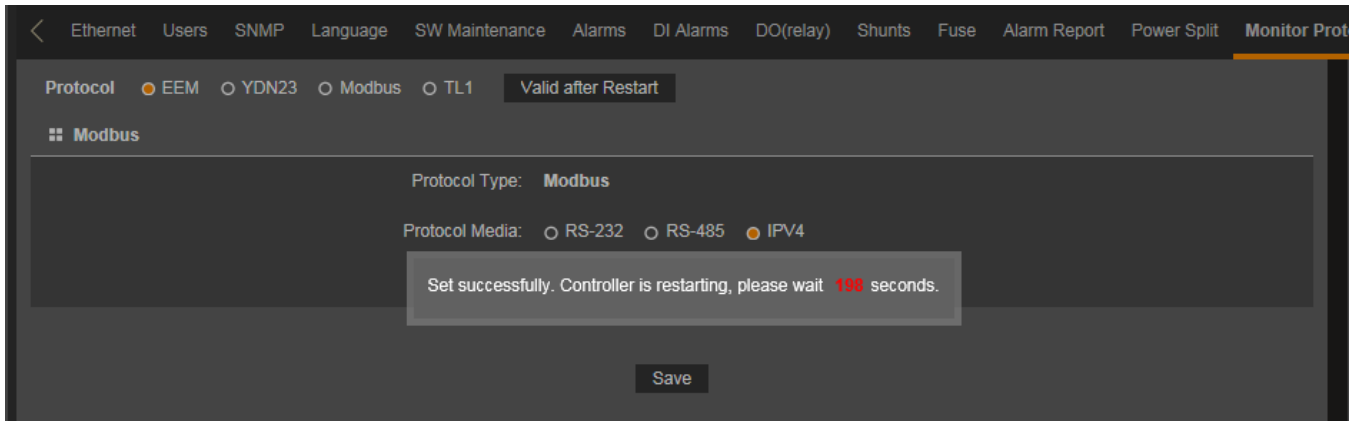 Ethernet Users SNMP Language SW Maintenance Alarms DI Alarms DO(relay) Shunts Fuse Alarm Report Power Split Monitor Prot
Protocol EEM YDN23 Modbus TL1 Valid after Restart
Modbus
Protocol Type: Modbus
Protocol Media: RS-232 RS-485 IPV4
Set successfully. Controller is restarting, please wait 198 seconds.
Save